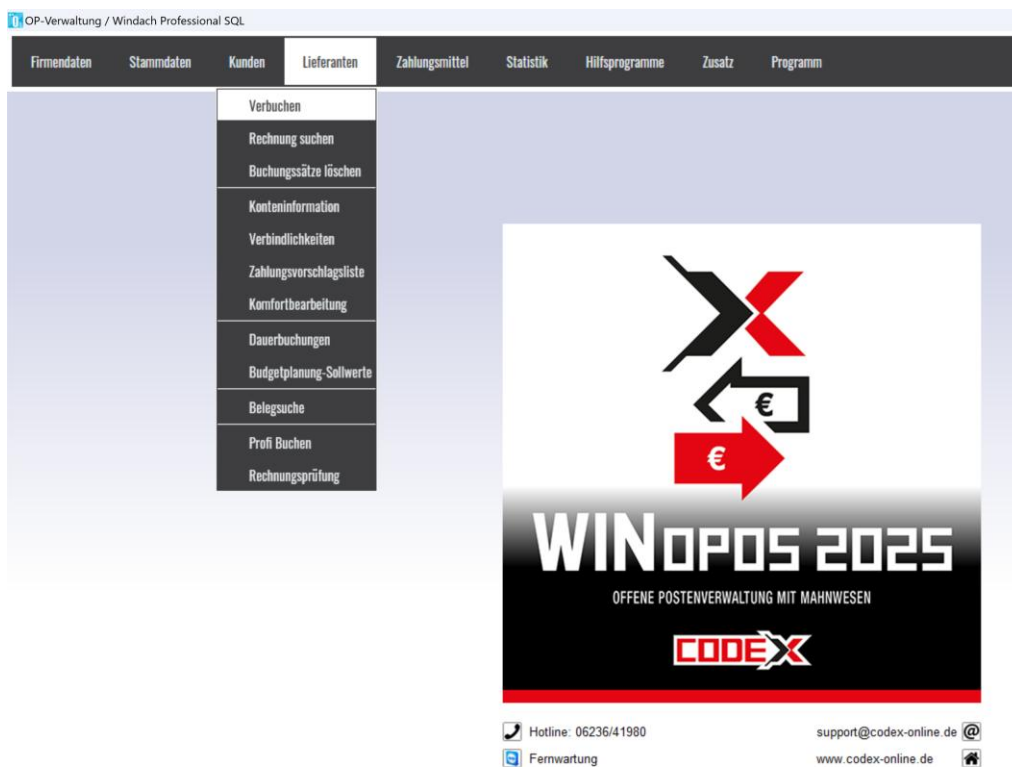 OP-Verwaltung / Windach Professional SQL
Firmendaten Stammdaten Kunden Lieferanten Zahlungsmittel Statistik Hilfsprogramme Zusatz Programm
Verbuchen
Rechnung suchen
Buchungssätze löschen
Konteninformation
Verbindlichkeiten
Zahlungsvorschlagsliste
Komfortbearbeitung
Dauerbuchungen
Budgetplanung-Sollwerte
Belegsuche
Profi Buchen
Rechnungsprüfung
€
€
WINOPOS 2025
OFFENE POSTENVERWALTUNG MIT MAHNWESEN
CODEX
Hotline: 06236/41980 support@codex-online.de @
Fernwartung www.codex-online.de